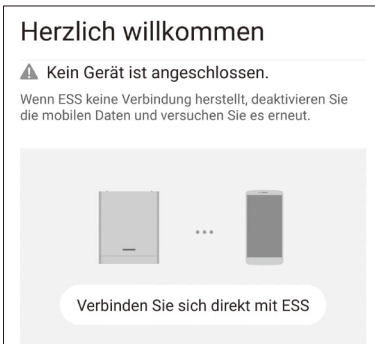 Herzlich willkommen
Kein Gerät ist angeschlossen.
Wenn ESS keine Verbindung herstellt, deaktivieren Sie
die mobilen Daten und versuchen Sie es erneut.
Verbinden Sie sich direkt mit ESS